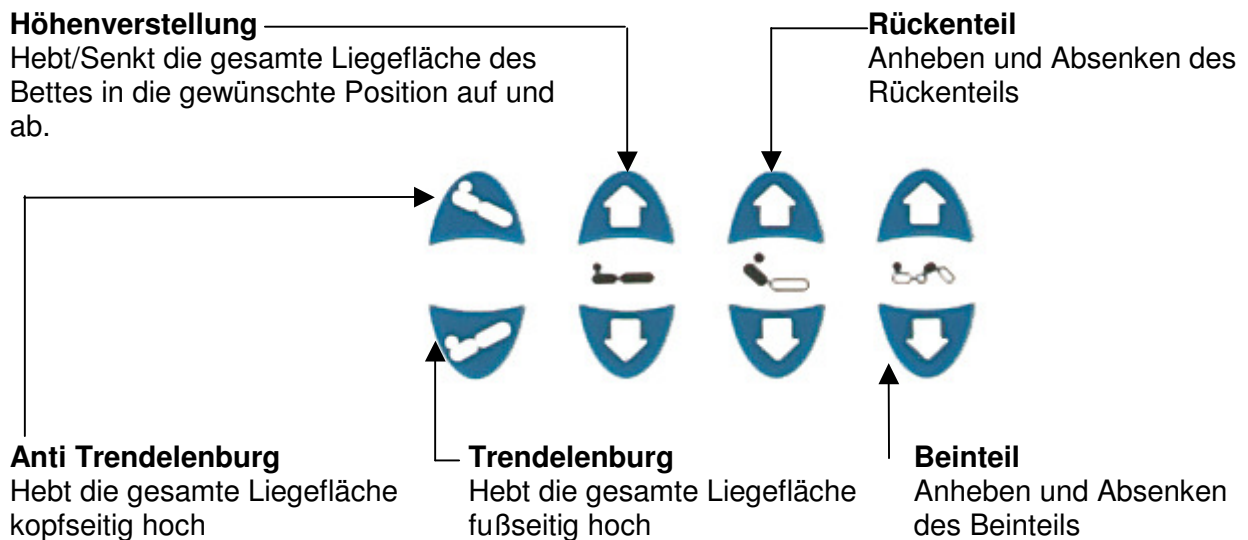 Höhenverstellung
Hebt/Senkt die gesamte Liegefläche des
Bettes in die gewünschte Position auf und
ab.
Rückenteil
Anheben und Absenken des
Rückenteils
Anti Trendelenburg
Hebt die gesamte Liegefläche
kopfseitig hoch
Trendelenburg
Hebt die gesamte Liegefläche
fußseitig hoch
Beinteil
Anheben und Absenken
des Beinteils